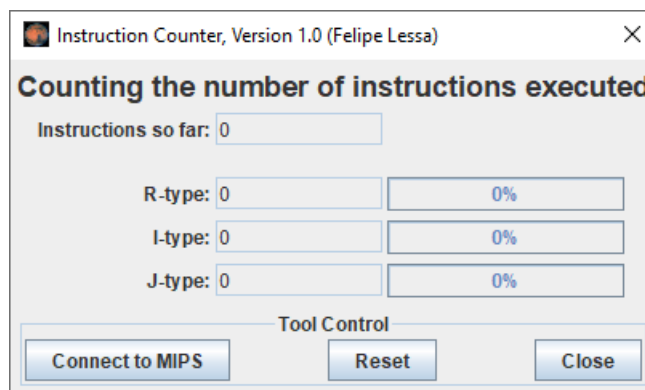 Instruction Counter, Version 1.0 (Felipe Lessa)
Counting the number of instructions executed
Instructions so far: 0
R-type: 0 0%
I-type: 0 0%
J-type: 0 0%
Tool Control
Connect to MIPS Reset Close